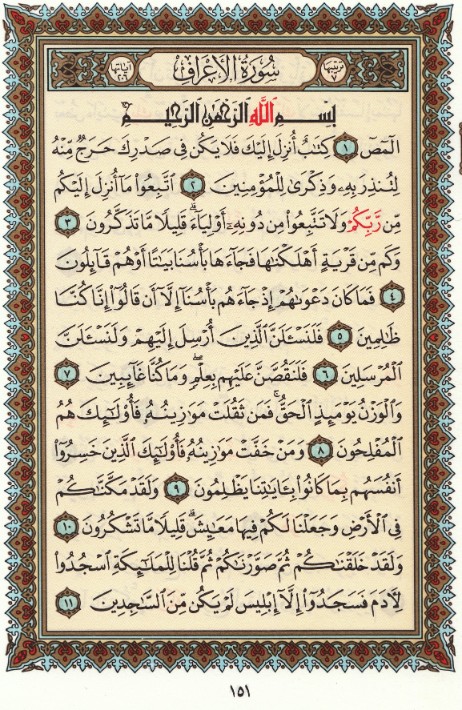 ترتيبها ٧
سُورَةُ الأَعْرَافِ
آياتها ٢٠٦
بِسْمِ اللَّهِ الرَّحْمَٰنِ الرَّحِيمِ
الٓمٓصٓ ١ كِتَٰبٌ أُنزِلَ إِلَيْكَ فَلَا يَكُن فِى صَدْرِكَ حَرَجٌ مِّنْهُ
لِتُنذِرَ بِهِۦ وَذِكْرَىٰ لِلْمُؤْمِنِينَ ٢ ٱتَّبِعُوا۟ مَآ أُنزِلَ إِلَيْكُم
مِّن رَّبِّكُمْ وَلَا تَتَّبِعُوا۟ مِن دُونِهِۦٓ أَوْلِيَآءَ ۗ قَلِيلًا مَّا تَذَكَّرُونَ ٣
وَكَم مِّن قَرْيَةٍ أَهْلَكْنَٰهَا فَجَآءَهَا بَأْسُنَا بَيَٰتًا أَوْ هُمْ قَآئِلُونَ
٤ فَمَا كَانَ دَعْوَىٰهُمْ إِذْ جَآءَهُم بَأْسُنَآ إِلَّآ أَن قَالُوٓا۟ إِنَّا كُنَّا
ظَٰلِمِينَ ٥ فَلَنَسْـَٔلَنَّ ٱلَّذِينَ أُرْسِلَ إِلَيْهِمْ وَلَنَسْـَٔلَنَّ
ٱلْمُرْسَلِينَ ٦ فَلَنَقُصَّنَّ عَلَيْهِم بِعِلْمٍ ۖ وَمَا كُنَّا غَآئِبِينَ ٧
وَٱلْوَزْنُ يَوْمَئِذٍ ٱلْحَقُّ ۚ فَمَن ثَقُلَتْ مَوَٰزِينُهُۥ فَأُو۟لَٰٓئِكَ هُمُ
ٱلْمُفْلِحُونَ ٨ وَمَنْ خَفَّتْ مَوَٰزِينُهُۥ فَأُو۟لَٰٓئِكَ ٱلَّذِينَ خَسِرُوٓا۟
أَنفُسَهُم بِمَا كَانُوا۟ بِـَٔايَٰتِنَا يَظْلِمُونَ ٩ وَلَقَدْ مَكَّنَّٰكُمْ
فِى ٱلْأَرْضِ وَجَعَلْنَا لَكُمْ فِيهَا مَعَٰيِشَ ۗ قَلِيلًا مَّا تَشْكُرُونَ ١٠
وَلَقَدْ خَلَقْنَٰكُمْ ثُمَّ صَوَّرْنَٰكُمْ ثُمَّ قُلْنَا لِلْمَلَٰٓئِكَةِ ٱسْجُدُوا۟
لِـَٔادَمَ فَسَجَدُوٓا۟ إِلَّآ إِبْلِيسَ لَمْ يَكُن مِّنَ ٱلسَّٰجِدِينَ ١١
١٥١